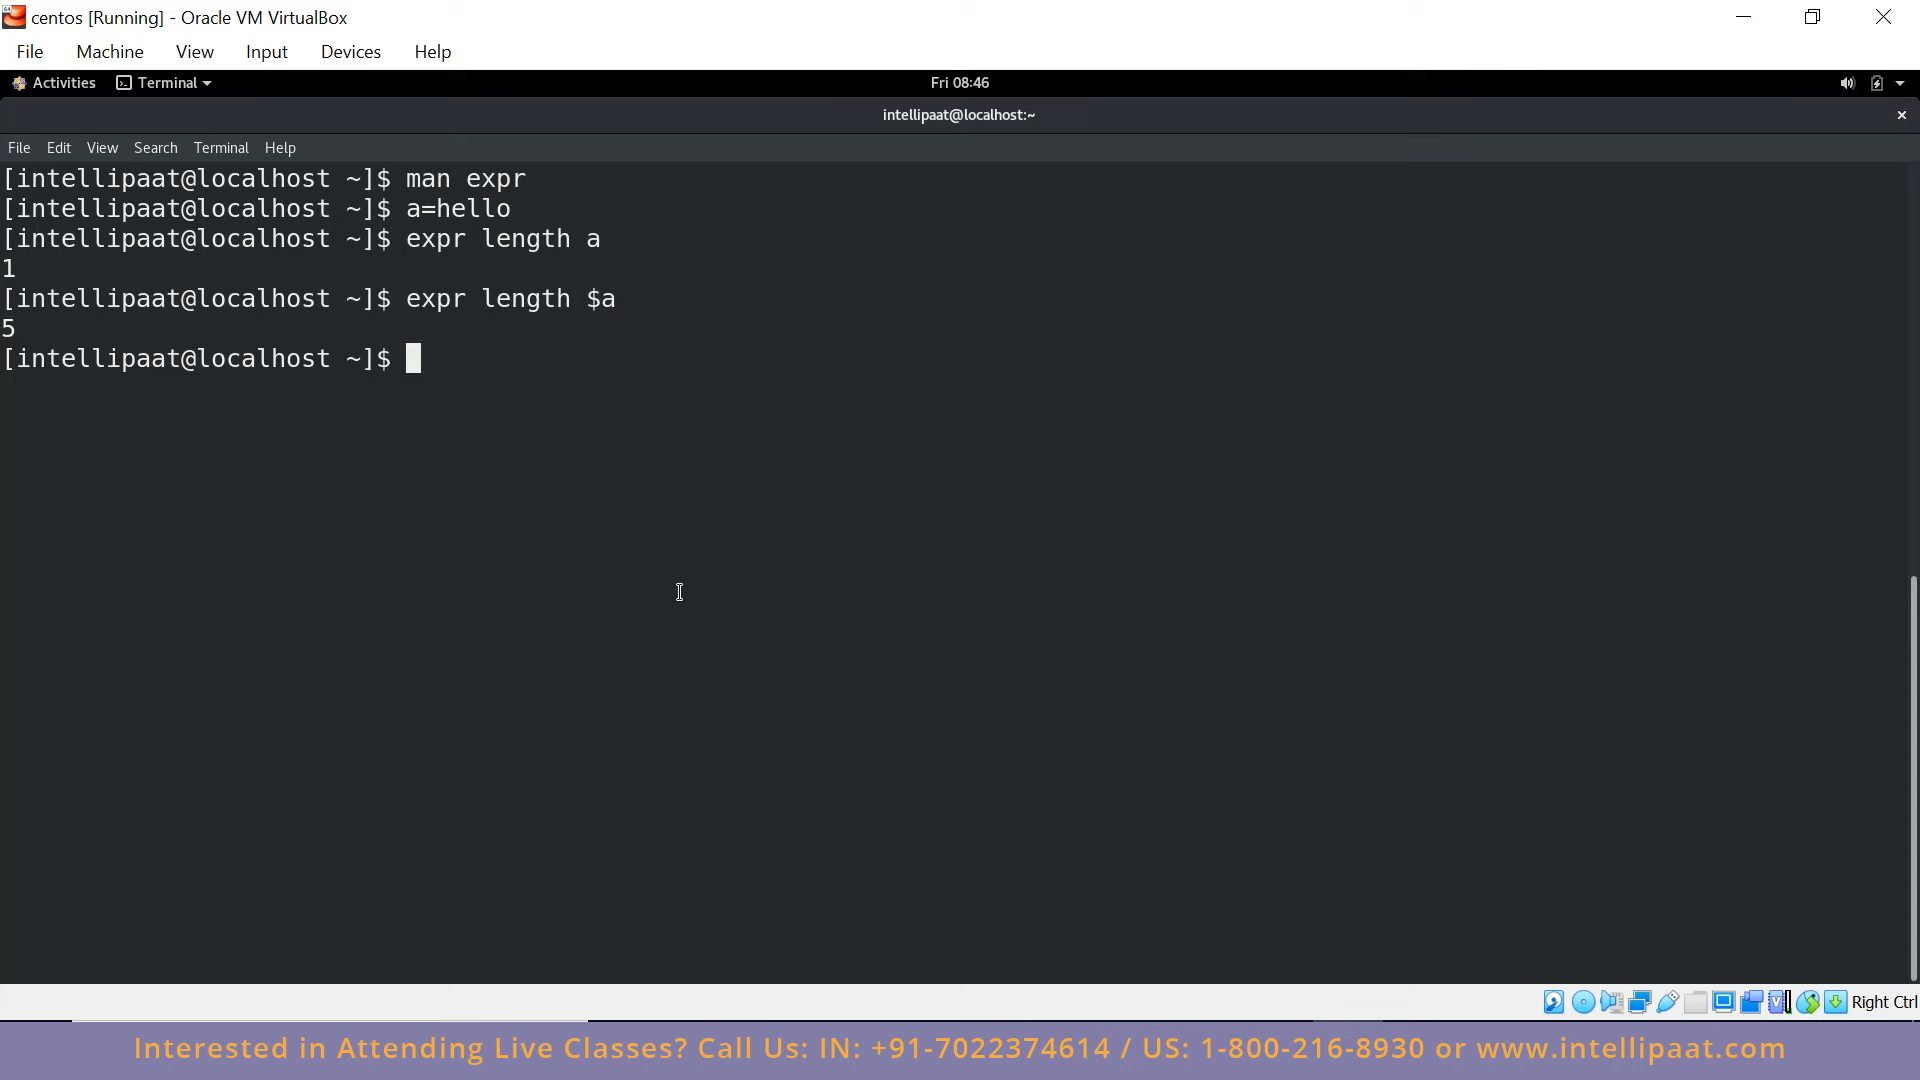 centos [Running] - Oracle VM VirtualBox
File Machine View Input Devices Help
Activities Terminal Fri 08:46
intellipaat@localhost:~
File Edit View Search Terminal Help
[intellipaat@localhost ~]$ man expr
[intellipaat@localhost ~]$ a=hello
[intellipaat@localhost ~]$ expr length a
1
[intellipaat@localhost ~]$ expr length $a
5
[intellipaat@localhost ~]$
Right Ctrl
Interested in Attending Live Classes? Call Us: IN: +91-7022374614 / US: 1-800-216-8930 or www.intellipaat.com